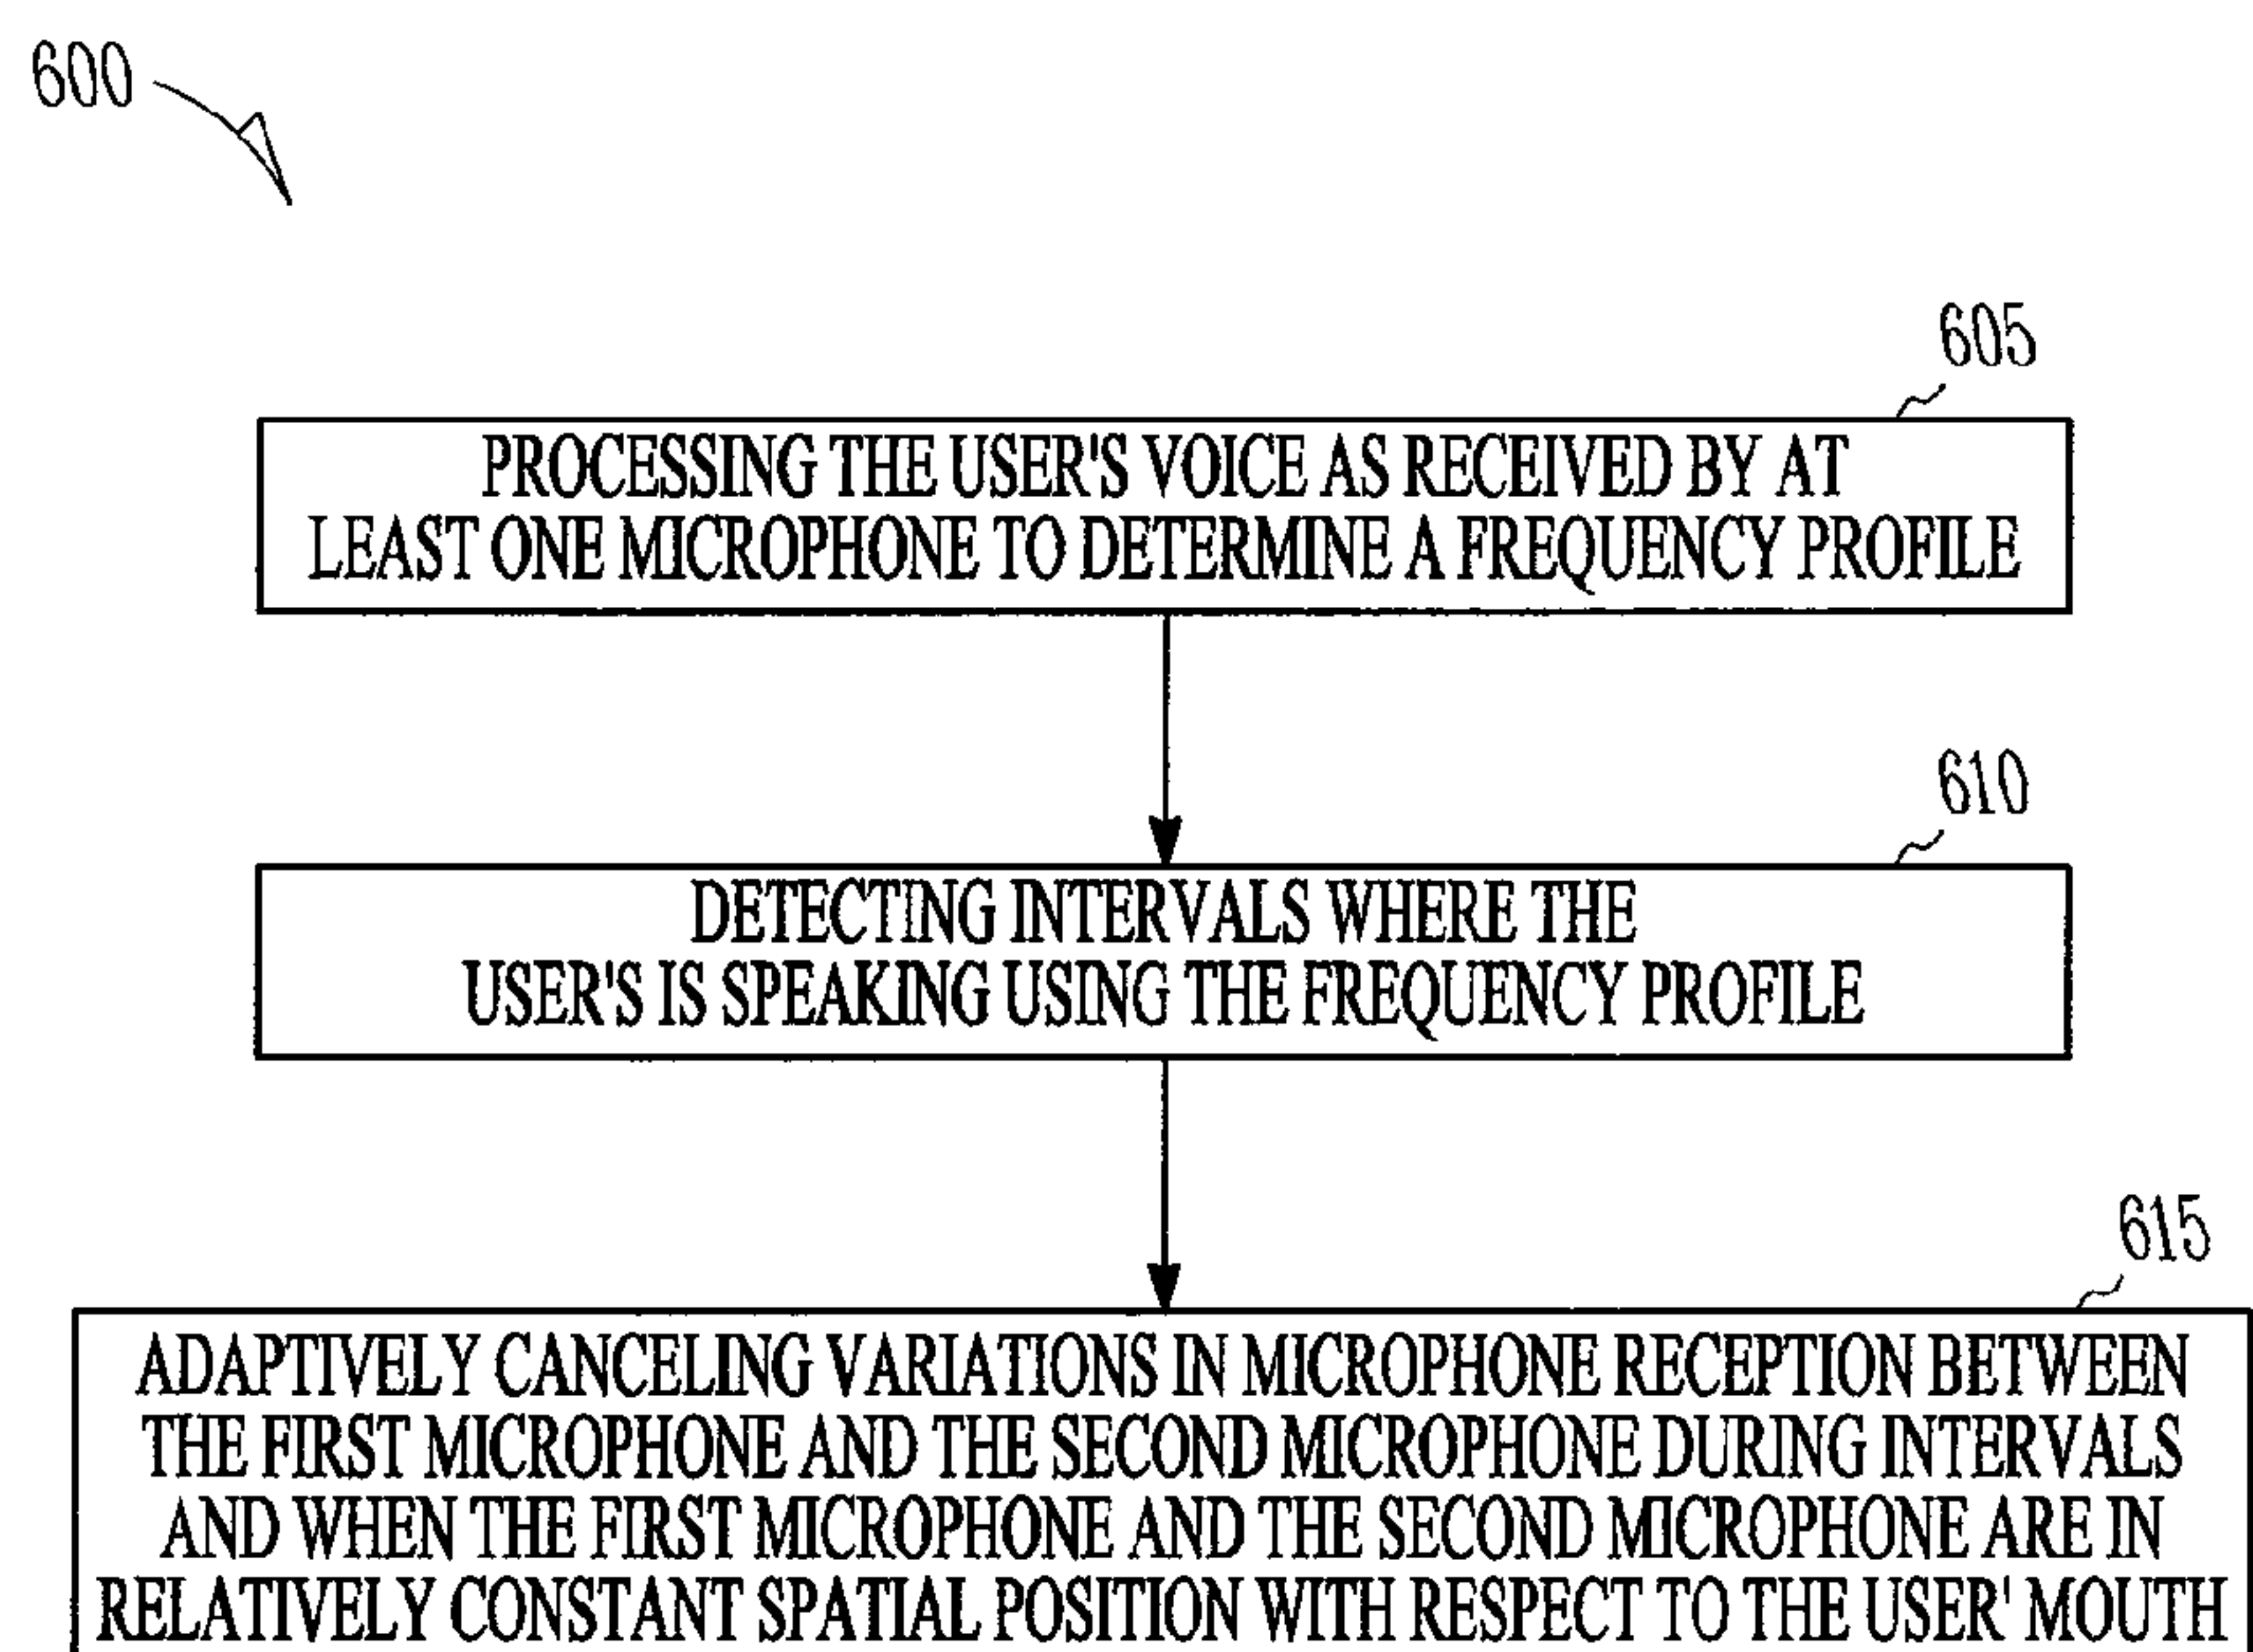 600
605
PROCESSING THE USER'S VOICE AS RECEIVED BY AT
LEAST ONE MICROPHONE TO DETERMINE A FREQUENCY PROFILE
610
DETECTING INTERVALS WHERE THE
USER'S IS SPEAKING USING THE FREQUENCY PROFILE
615
ADAPTIVELY CANCELING VARIATIONS IN MICROPHONE RECEPTION BETWEEN
THE FIRST MICROPHONE AND THE SECOND MICROPHONE DURING INTERVALS
AND WHEN THE FIRST MICROPHONE AND THE SECOND MICROPHONE ARE IN
RELATIVELY CONSTANT SPATIAL POSITION WITH RESPECT TO THE USER' MOUTH